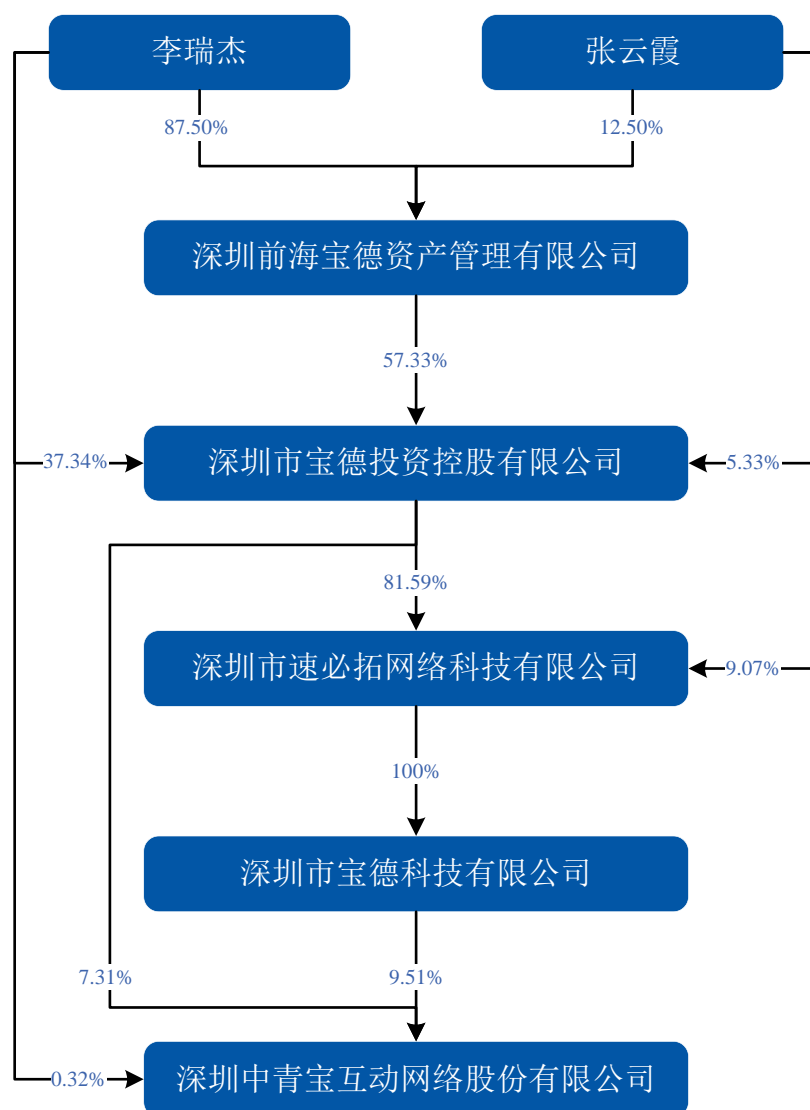 李瑞杰
张云霞
87.50%
12.50%
深圳前海宝德资产管理有限公司
57.33%
37.34%
深圳市宝德投资控股有限公司
5.33%
81.59%
深圳市速必拓网络科技有限公司
9.07%
100%
深圳市宝德科技有限公司
7.31%
9.51%
0.32%
深圳中青宝互动网络股份有限公司